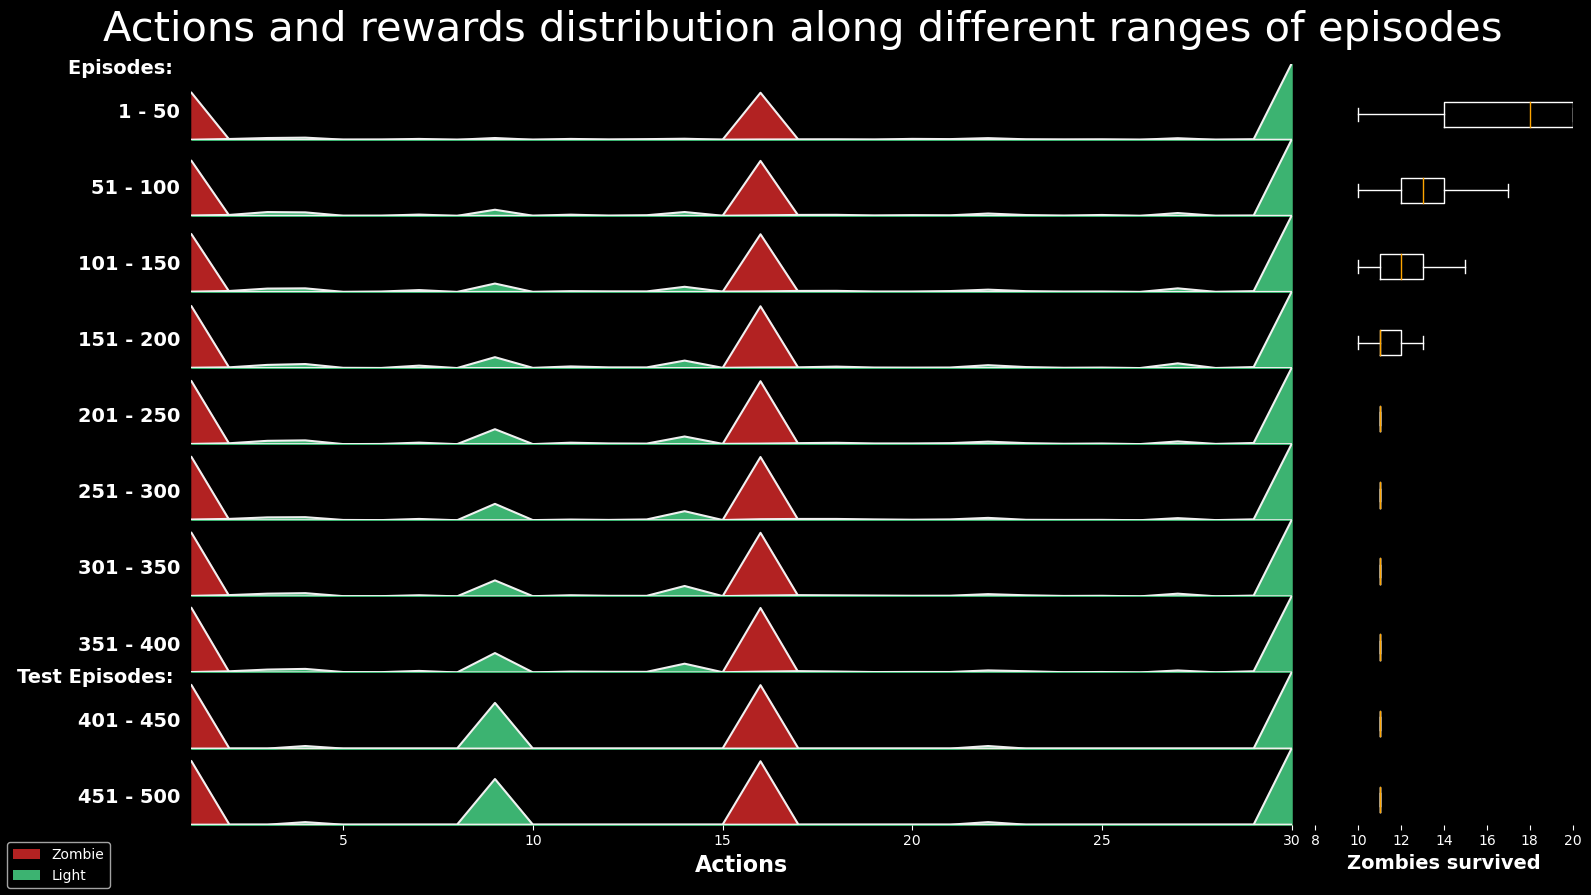 Actions and rewards distribution along different ranges of episodes
Episodes:
1 - 50
51 - 100
101 - 150
151 - 200
201 - 250
251 - 300
301 - 350
351 - 400
Test Episodes:
401 - 450
451 - 500
5 10 15 20 25 30 8 10 12 14 16 18 20
Actions
Zombies survived
Zombie
Light